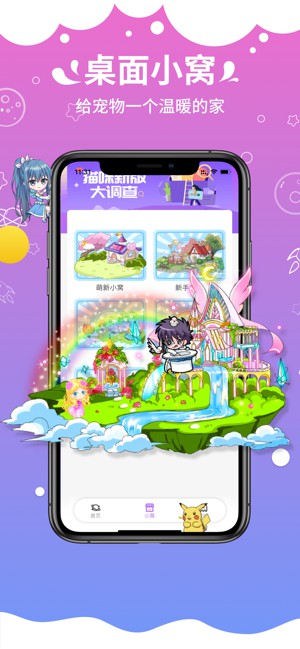 桌面小窝
给宠物一个温暖的家
猫咪新版
大调查
萌新小窝
新手
首页
小窝